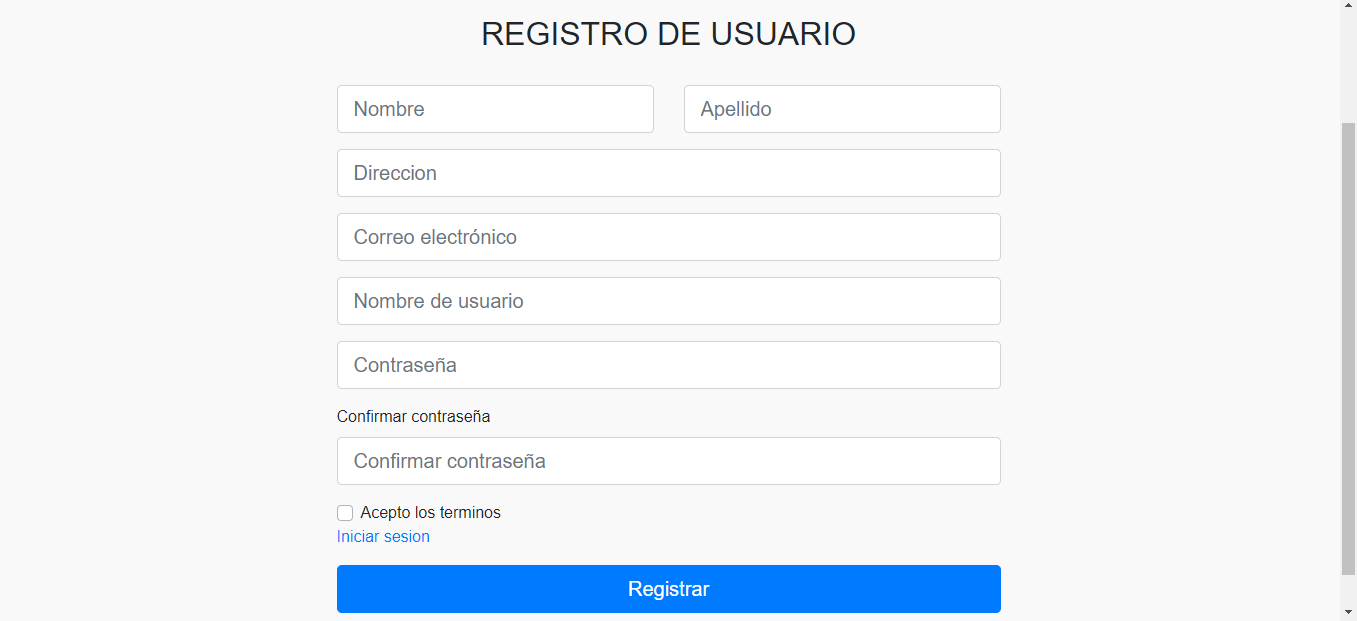 REGISTRO DE USUARIO
Nombre Apellido
Direccion
Correo electrónico
Nombre de usuario
Contraseña
Confirmar contraseña
Confirmar contraseña
Acepto los terminos
Iniciar sesion
Registrar